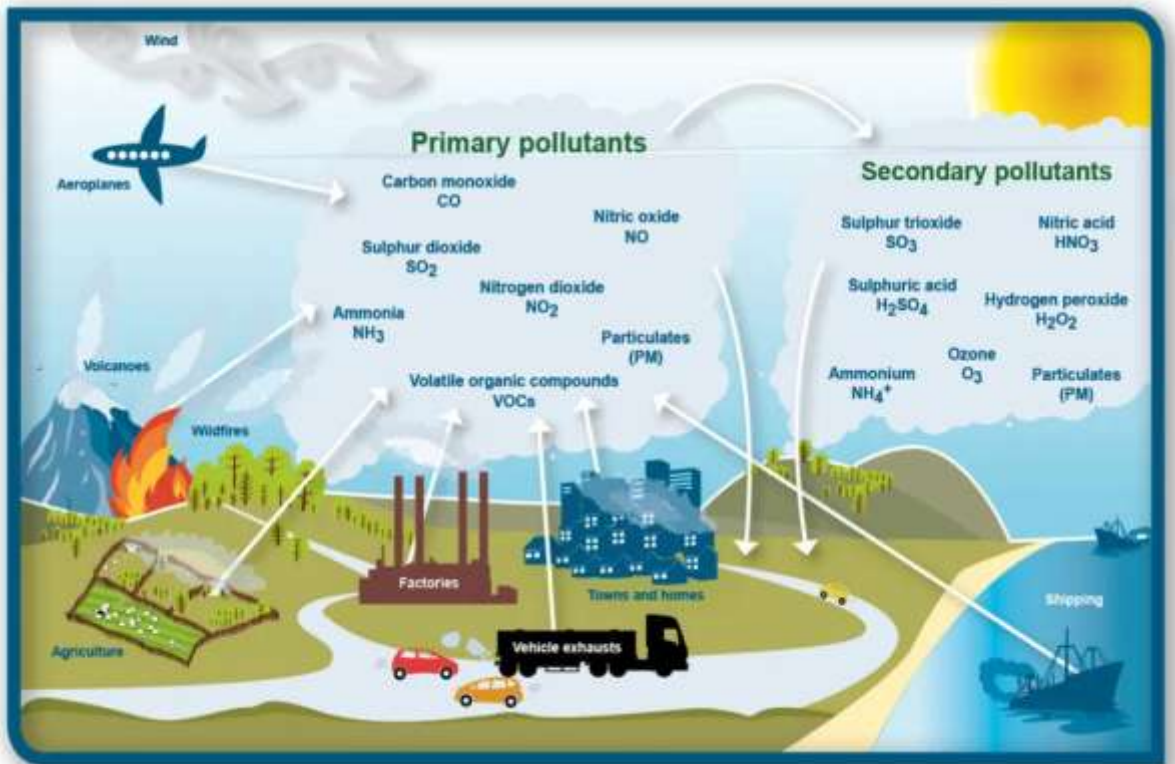 Wind
Aeroplanes
Primary pollutants
Carbon monoxide
CO
Nitric oxide
NO
Sulphur dioxide
SO₂
Nitrogen dioxide
NO₂
Ammonia
NH₃
Particulates
(PM)
Volatile organic compounds
VOCs
Secondary pollutants
Sulphur trioxide
SO₃
Nitric acid
HNO₃
Sulphuric acid
H₂SO₄
Hydrogen peroxide
H₂O₂
Ozone
O₃
Ammonium
NH₄⁺
Particulates
(PM)
Volcanoes
Wildfires
Agriculture
Factories
Towns and homes
Vehicle exhausts
Shipping